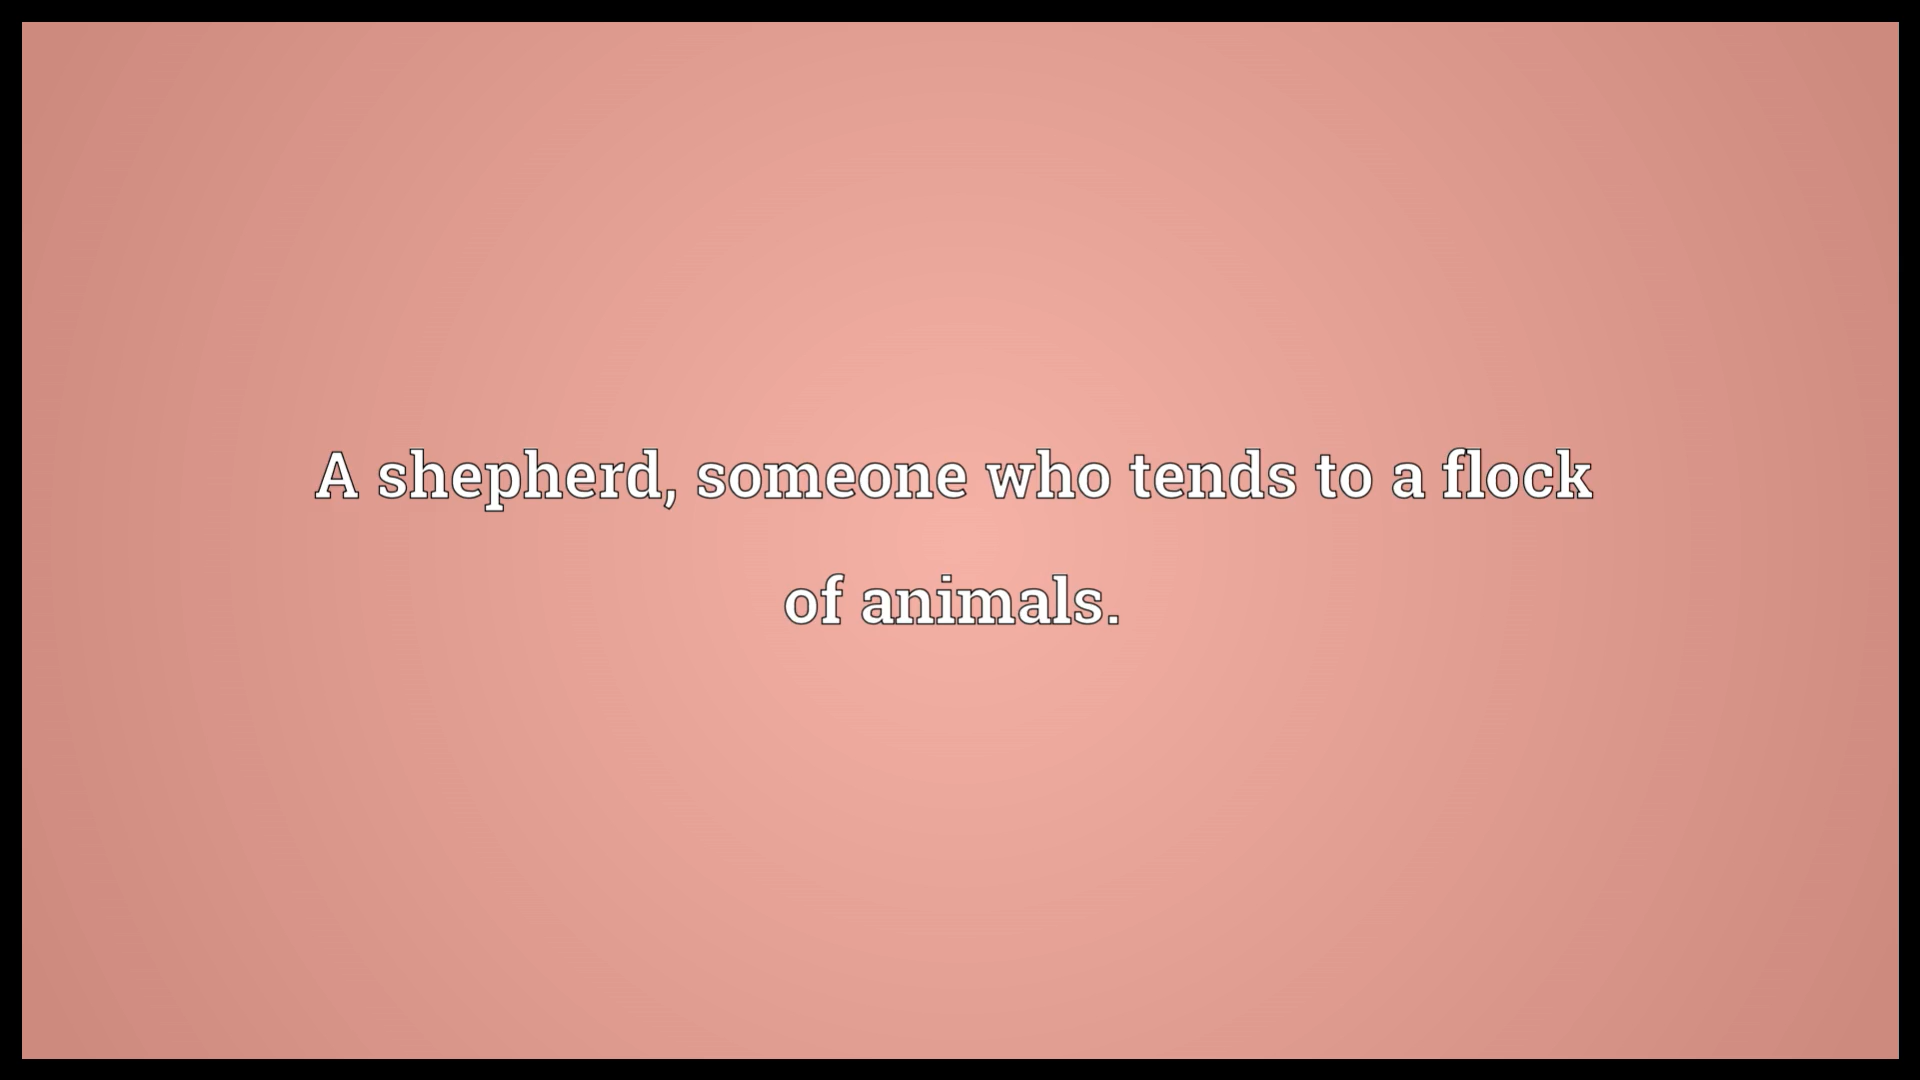 A shepherd, someone who tends to a flock
of animals.